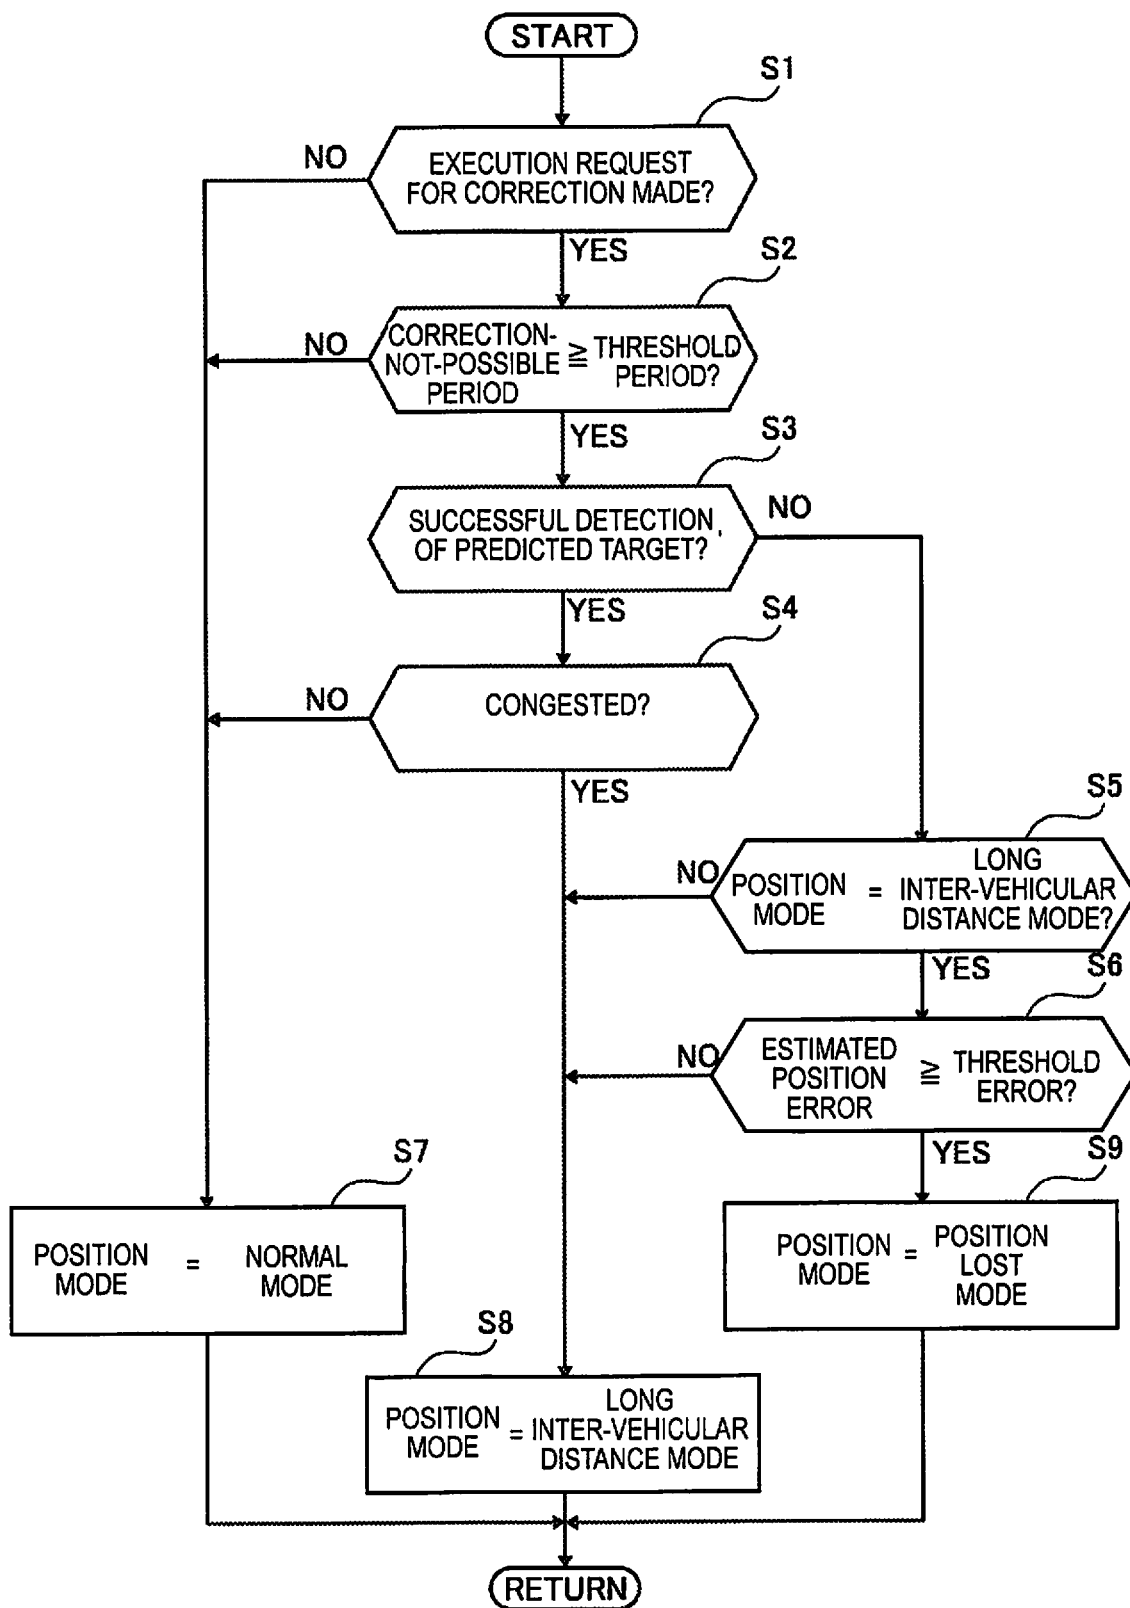 START
S1
NO
EXECUTION REQUEST
FOR CORRECTION MADE?
YES
S2
NO
CORRECTION-
NOT-POSSIBLE
PERIOD
≧
THRESHOLD
PERIOD?
YES
S3
SUCCESSFUL DETECTION
OF PREDICTED TARGET?
NO
YES
S4
NO
CONGESTED?
YES
S5
NO
POSITION
MODE
=
LONG
INTER-VEHICULAR
DISTANCE MODE?
YES
S6
NO
ESTIMATED
POSITION
ERROR
≧
THRESHOLD
ERROR?
YES
S7
S9
POSITION
MODE
=
NORMAL
MODE
POSITION
MODE
=
POSITION
LOST
MODE
S8
POSITION
MODE
=
LONG
INTER-VEHICULAR
DISTANCE MODE
RETURN